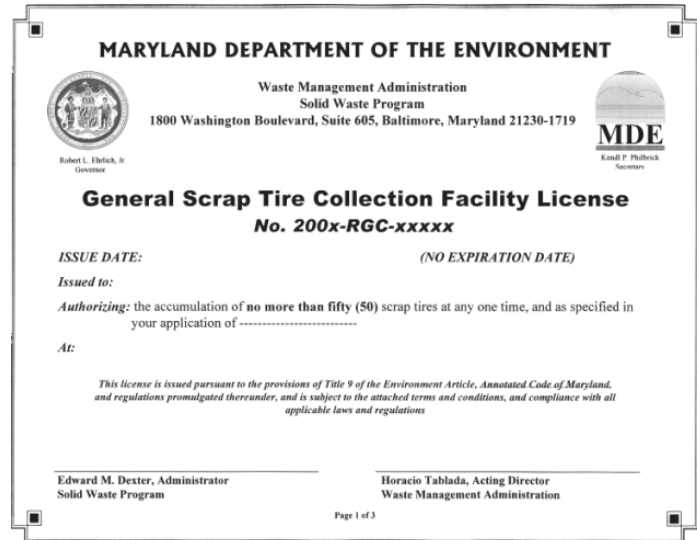 MARYLAND DEPARTMENT OF THE ENVIRONMENT
Waste Management Administration
Solid Waste Program
1800 Washington Boulevard, Suite 605, Baltimore, Maryland 21230-1719
Robert L. Ehrlich, Jr.
Governor
MDE
Kendl P. Philbrick
Secretary
General Scrap Tire Collection Facility License
No. 200x-RGC-xxxxx
ISSUE DATE: (NO EXPIRATION DATE)
Issued to:
Authorizing: the accumulation of no more than fifty (50) scrap tires at any one time, and as specified in
your application of --------------------------
At:
This license is issued pursuant to the provisions of Title 9 of the Environment Article, Annotated Code of Maryland,
and regulations promulgated thereunder, and is subject to the attached terms and conditions, and compliance with all
applicable laws and regulations
Edward M. Dexter, Administrator
Solid Waste Program
Horacio Tablada, Acting Director
Waste Management Administration
Page 1 of 3